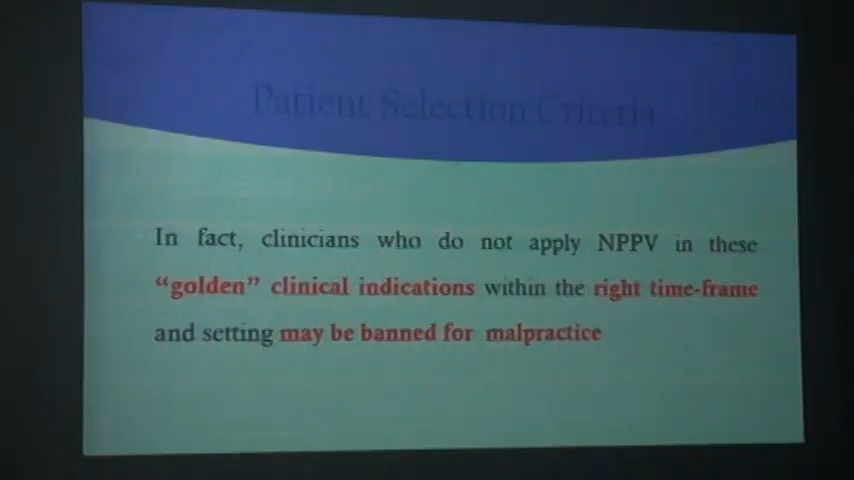 Patient Selection Criteria
In fact, clinicians who do not apply NPPV in these
“golden” clinical indications within the right time-frame
and setting may be banned for malpractice